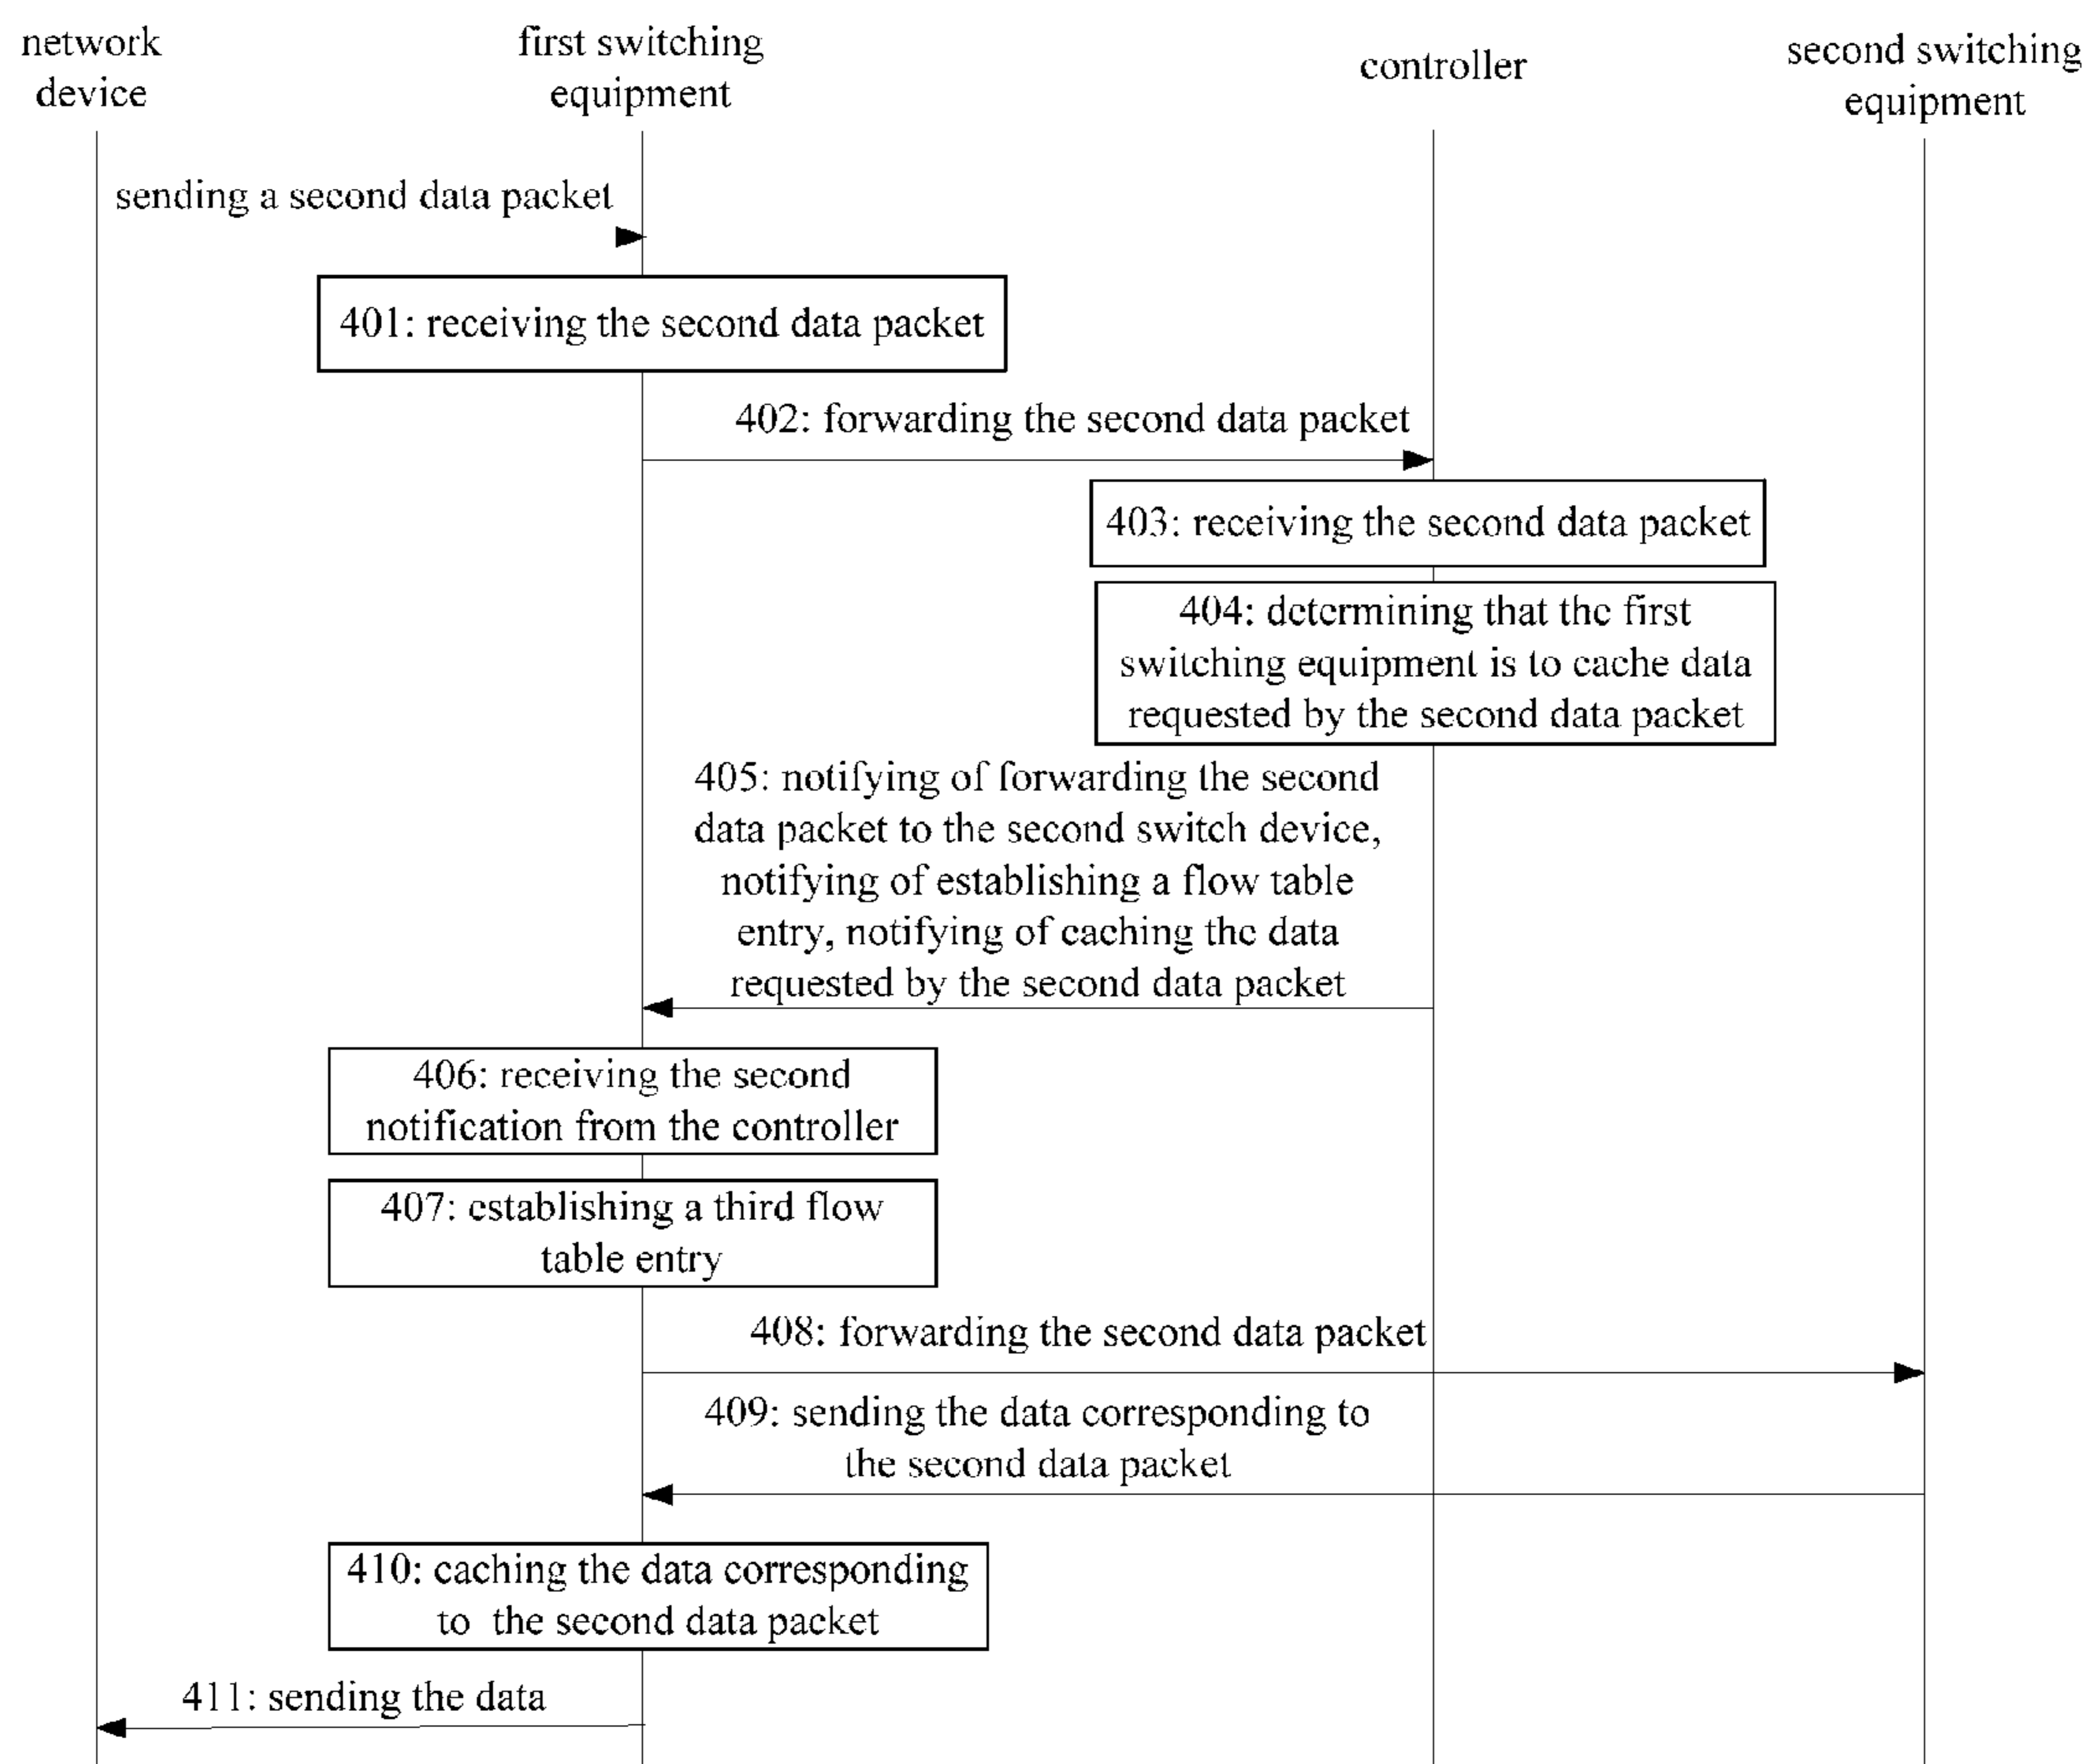 network
device
first switching
equipment
controller
second switching
equipment
sending a second data packet
401: receiving the second data packet
402: forwarding the second data packet
403: receiving the second data packet
404: determining that the first
switching equipment is to cache data
requested by the second data packet
405: notifying of forwarding the second
data packet to the second switch device,
notifying of establishing a flow table
entry, notifying of caching the data
requested by the second data packet
406: receiving the second
notification from the controller
407: establishing a third flow
table entry
408: forwarding the second data packet
409: sending the data corresponding to
the second data packet
410: caching the data corresponding
to the second data packet
411: sending the data